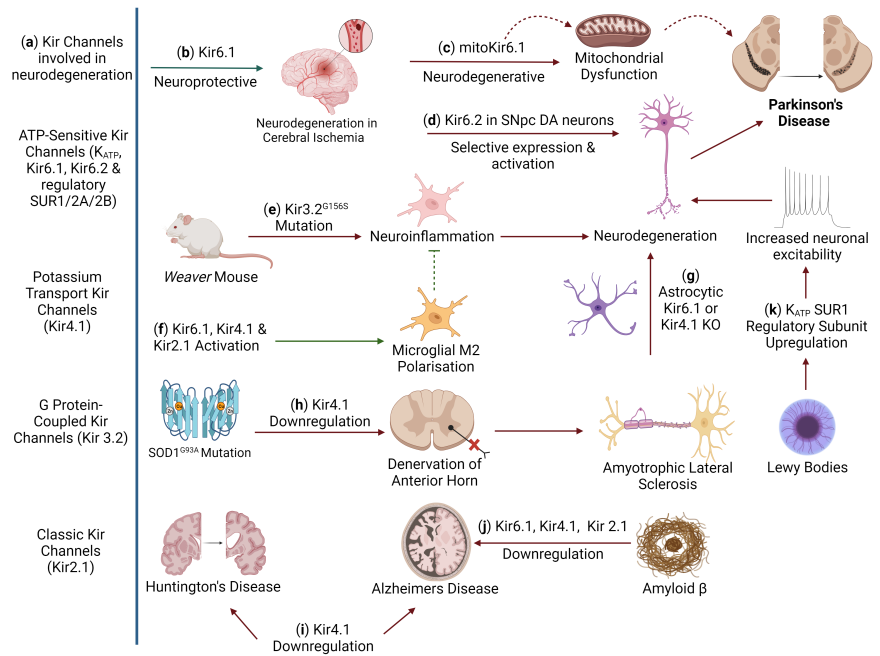 (a) Kir Channels
involved in
neurodegeneration
ATP-Sensitive Kir
Channels (KATP,
Kir6.1, Kir6.2 &
regulatory
SUR1/2A/2B)
Potassium
Transport Kir
Channels
(Kir4.1)
G Protein-
Coupled Kir
Channels (Kir 3.2)
Classic Kir
Channels
(Kir2.1)
(b) Kir6.1
Neuroprotective
Neurodegeneration in
Cerebral Ischemia
(c) mitoKir6.1
Neurodegenerative
Mitochondrial
Dysfunction
Parkinson's
Disease
(d) Kir6.2 in SNpc DA neurons
Selective expression &
activation
(e) Kir3.2G156S
Mutation
Weaver Mouse
Neuroinflammation
Neurodegeneration
Increased neuronal
excitability
(f) Kir6.1, Kir4.1 &
Kir2.1 Activation
Microglial M2
Polarisation
(g)
Astrocytic
Kir6.1 or
Kir4.1 KO
(k) KATP SUR1
Regulatory Subunit
Upregulation
Cu
Zn
Cu
Zn
SOD1G93A Mutation
(h) Kir4.1
Downregulation
Denervation of
Anterior Horn
Amyotrophic Lateral
Sclerosis
Lewy Bodies
Huntington's Disease
Alzheimers Disease
(j) Kir6.1, Kir4.1, Kir 2.1
Downregulation
Amyloid β
(i) Kir4.1
Downregulation